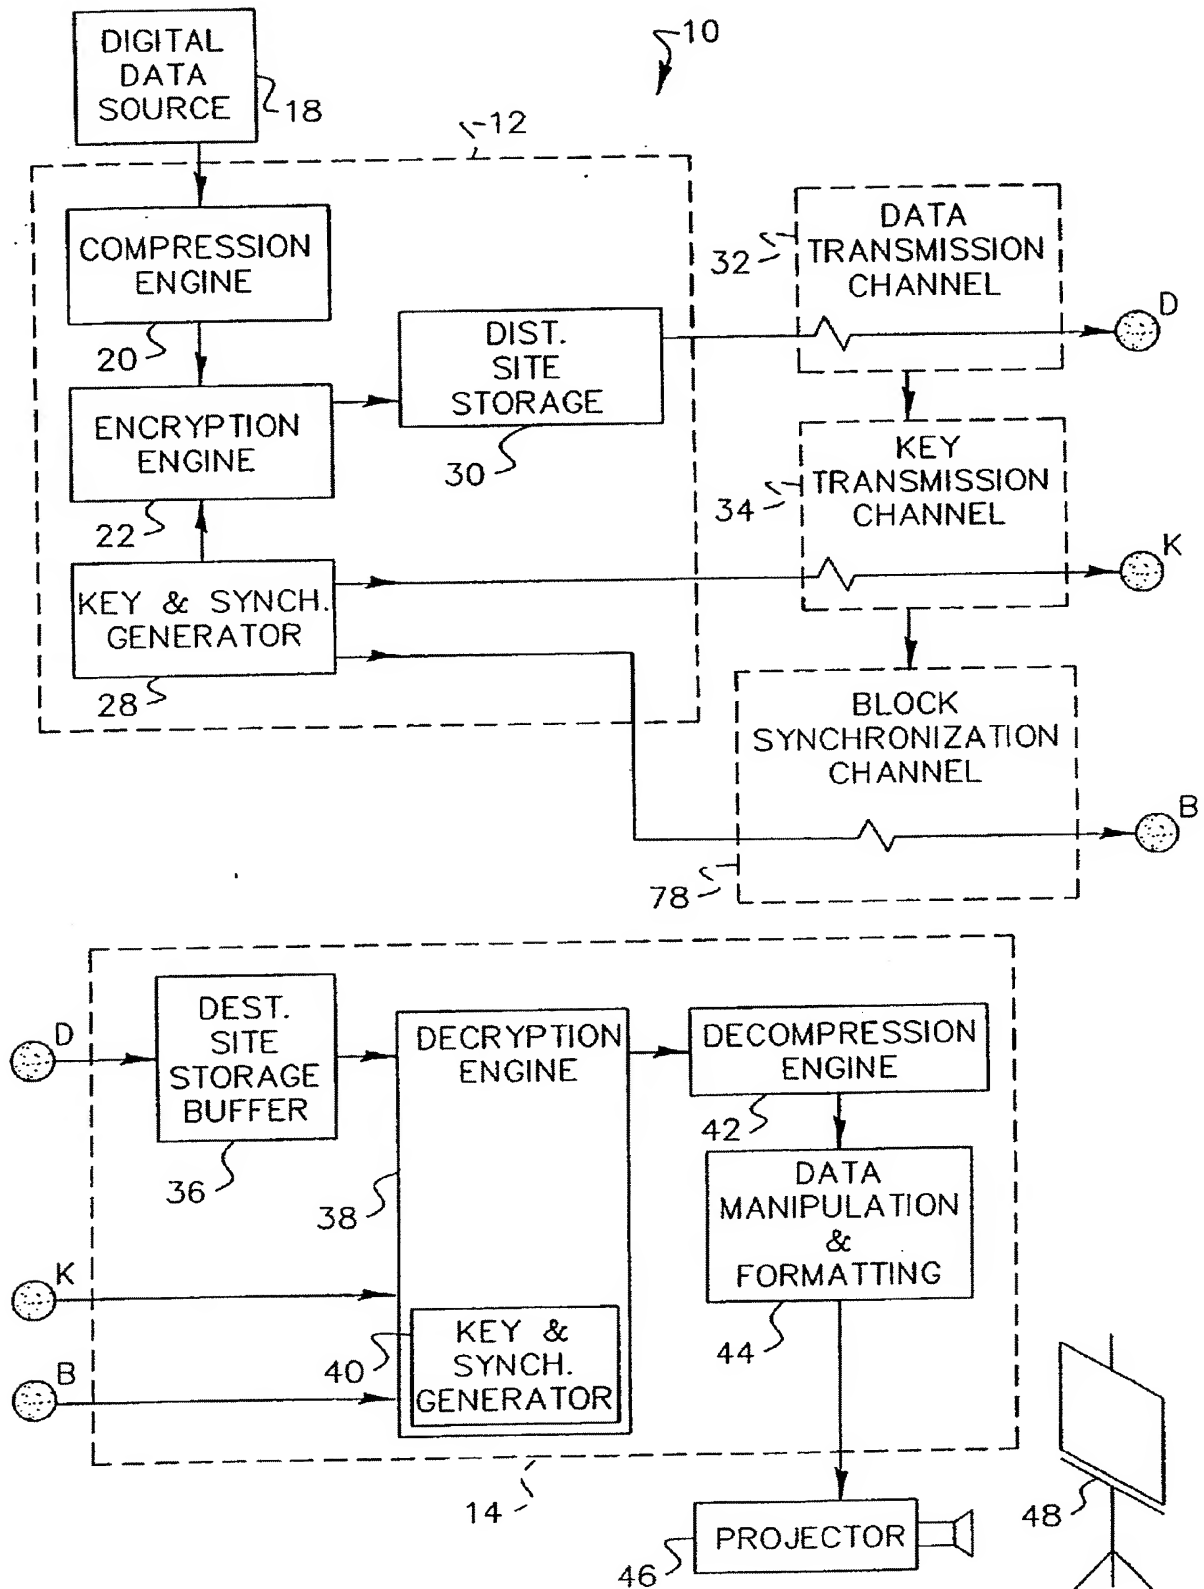 DIGITAL
DATA
SOURCE
18
10
12
COMPRESSION
ENGINE
20
ENCRYPTION
ENGINE
22
KEY & SYNCH.
GENERATOR
28
DIST.
SITE
STORAGE
30
DATA
TRANSMISSION
CHANNEL
32
D
KEY
TRANSMISSION
CHANNEL
34
K
BLOCK
SYNCHRONIZATION
CHANNEL
78
B
D
DEST.
SITE
STORAGE
BUFFER
36
DECRYPTION
ENGINE
38
DECOMPRESSION
ENGINE
42
DATA
MANIPULATION
&
FORMATTING
44
K
B
KEY &
SYNCH.
GENERATOR
40
14
PROJECTOR
46
48